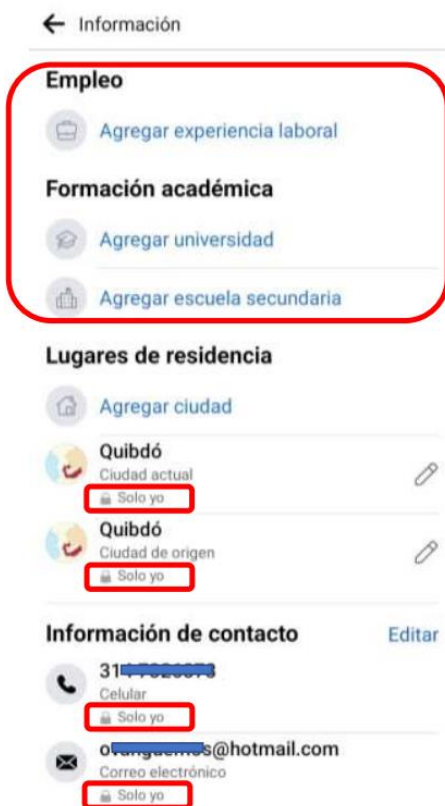 Información
Empleo
Agregar experiencia laboral
Formación académica
Agregar universidad
Agregar escuela secundaria
Lugares de residencia
Agregar ciudad
Quibdó
Ciudad actual
Solo yo
Quibdó
Ciudad de origen
Solo yo
Información de contacto Editar
31
Celular
Solo yo
s@hotmail.com
Correo electrónico
Solo yo